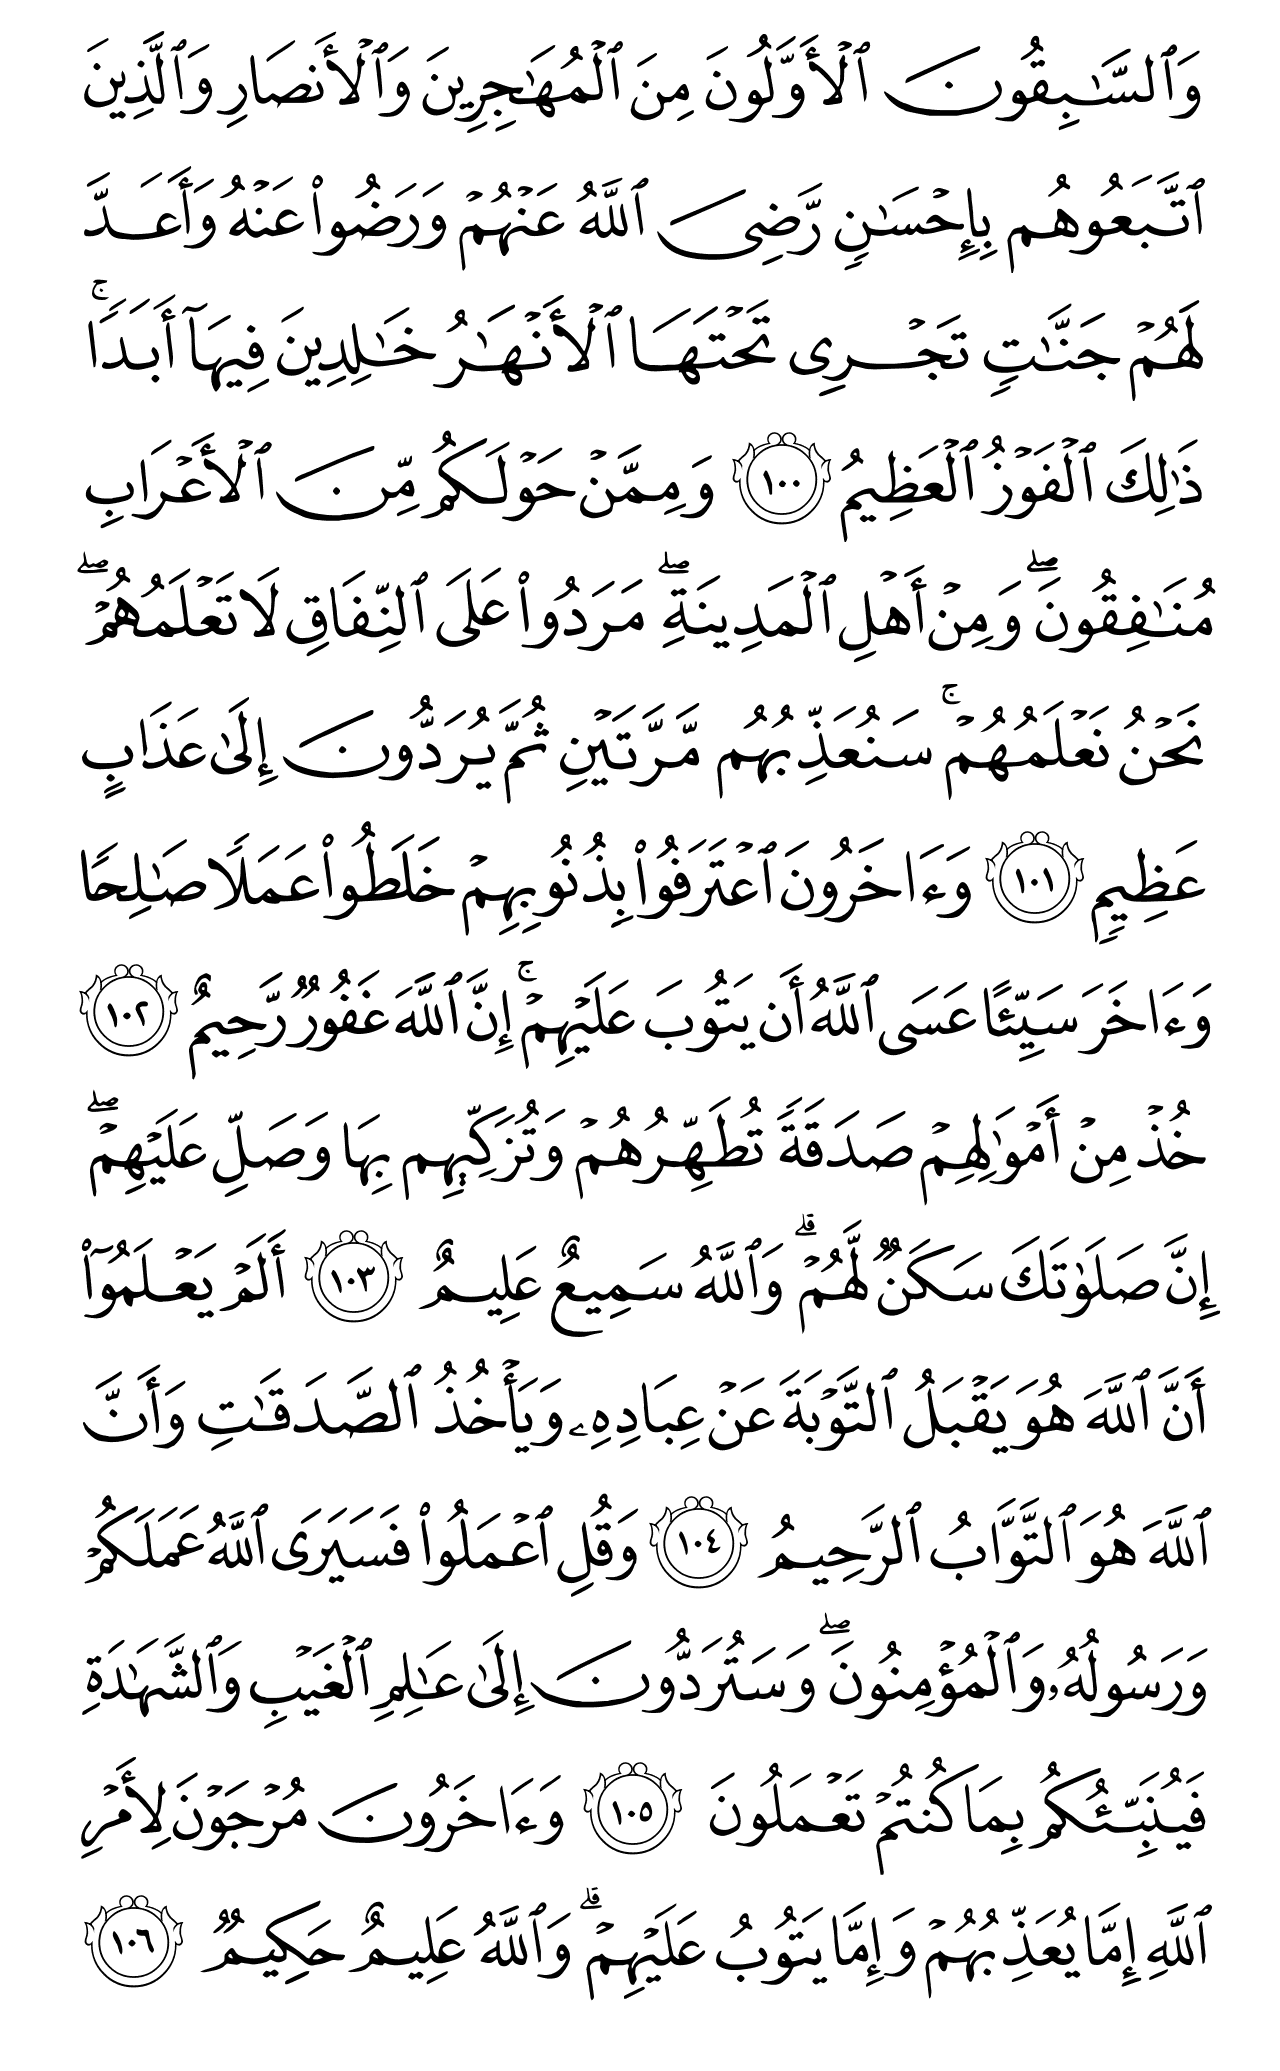 وَٱلسَّـٰبِقُونَ ٱلْأَوَّلُونَ مِنَ ٱلْمُهَـٰجِرِينَ وَٱلْأَنصَارِ وَٱلَّذِينَ
ٱتَّبَعُوهُم بِإِحْسَـٰنٍ رَّضِىَ ٱللَّهُ عَنْهُمْ وَرَضُوا۟ عَنْهُ وَأَعَدَّ
لَهُمْ جَنَّـٰتٍ تَجْرِى تَحْتَهَا ٱلْأَنْهَـٰرُ خَـٰلِدِينَ فِيهَآ أَبَدًا ۚ
ذَٰلِكَ ٱلْفَوْزُ ٱلْعَظِيمُ ١٠٠ وَمِمَّنْ حَوْلَكُم مِّنَ ٱلْأَعْرَابِ
مُنَـٰفِقُونَ ۖ وَمِنْ أَهْلِ ٱلْمَدِينَةِ ۖ مَرَدُوا۟ عَلَى ٱلنِّفَاقِ لَا تَعْلَمُهُمْ ۖ
نَحْنُ نَعْلَمُهُمْ ۚ سَنُعَذِّبُهُم مَّرَّتَيْنِ ثُمَّ يُرَدُّونَ إِلَىٰ عَذَابٍ
عَظِيمٍ ١٠١ وَءَاخَرُونَ ٱعْتَرَفُوا۟ بِذُنُوبِهِمْ خَلَطُوا۟ عَمَلًا صَـٰلِحًا
وَءَاخَرَ سَيِّئًا عَسَى ٱللَّهُ أَن يَتُوبَ عَلَيْهِمْ ۚ إِنَّ ٱللَّهَ غَفُورٌ رَّحِيمٌ ١٠٢
خُذْ مِنْ أَمْوَٰلِهِمْ صَدَقَةً تُطَهِّرُهُمْ وَتُزَكِّيهِم بِهَا وَصَلِّ عَلَيْهِمْ ۖ
إِنَّ صَلَوٰتَكَ سَكَنٌ لَّهُمْ ۗ وَٱللَّهُ سَمِيعٌ عَلِيمٌ ١٠٣ أَلَمْ يَعْلَمُوٓا۟
أَنَّ ٱللَّهَ هُوَ يَقْبَلُ ٱلتَّوْبَةَ عَنْ عِبَادِهِۦ وَيَأْخُذُ ٱلصَّدَقَـٰتِ وَأَنَّ
ٱللَّهَ هُوَ ٱلتَّوَّابُ ٱلرَّحِيمُ ١٠٤ وَقُلِ ٱعْمَلُوا۟ فَسَيَرَى ٱللَّهُ عَمَلَكُمْ
وَرَسُولُهُۥ وَٱلْمُؤْمِنُونَ ۖ وَسَتُرَدُّونَ إِلَىٰ عَـٰلِمِ ٱلْغَيْبِ وَٱلشَّهَـٰدَةِ
فَيُنَبِّئُكُم بِمَا كُنتُمْ تَعْمَلُونَ ١٠٥ وَءَاخَرُونَ مُرْجَوْنَ لِأَمْرِ
ٱللَّهِ إِمَّا يُعَذِّبُهُمْ وَإِمَّا يَتُوبُ عَلَيْهِمْ ۗ وَٱللَّهُ عَلِيمٌ حَكِيمٌ ١٠٦